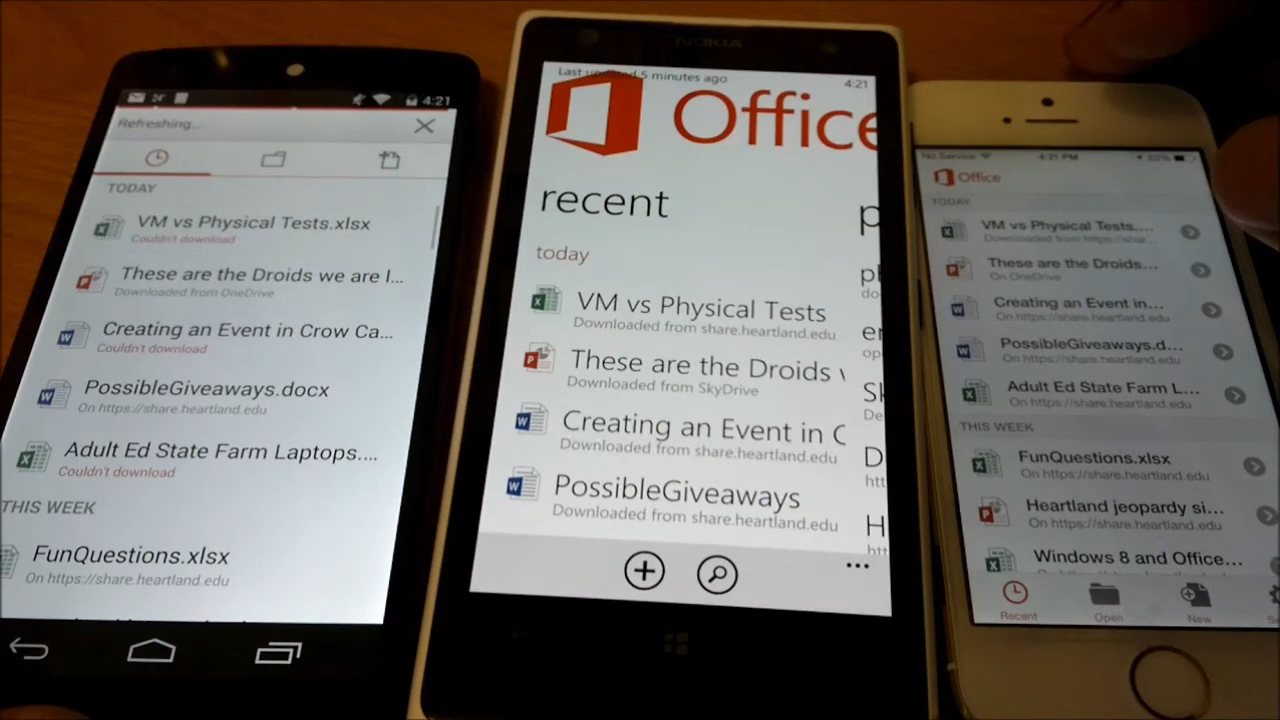 4:21
Refreshing...
TODAY
VM vs Physical Tests.xlsx
Couldn't download
These are the Droids we are l...
Downloaded from OneDrive
Creating an Event in Crow Ca...
Couldn't download
PossibleGiveaways.docx
On https://share.heartland.edu
Adult Ed State Farm Laptops....
Couldn't download
THIS WEEK
FunQuestions.xlsx
On https://share.heartland.edu
NOKIA
Last updated 5 minutes ago
4:21
Office
recent
today
VM vs Physical Tests
Downloaded from share.heartland.edu
These are the Droids
Downloaded from SkyDrive
Creating an Event in C
Downloaded from share.heartland.edu
PossibleGiveaways
Downloaded from share.heartland.edu
p
pl
do
er
op
Sk
De
D
htt
H
htt
No Service 4:21 PM
Office
TODAY
VM vs Physical Tests....
Downloaded from https://shar...
These are the Droids...
On OneDrive
Creating an Event in...
On https://share.heartland.edu
PossibleGiveaways.d...
On https://share.heartland.edu
Adult Ed State Farm L...
On https://share.heartland.edu
THIS WEEK
FunQuestions.xlsx
On https://share.heartland.edu
Heartland jeopardy si...
On https://share.heartland.edu
Windows 8 and Office...
Recent Open New